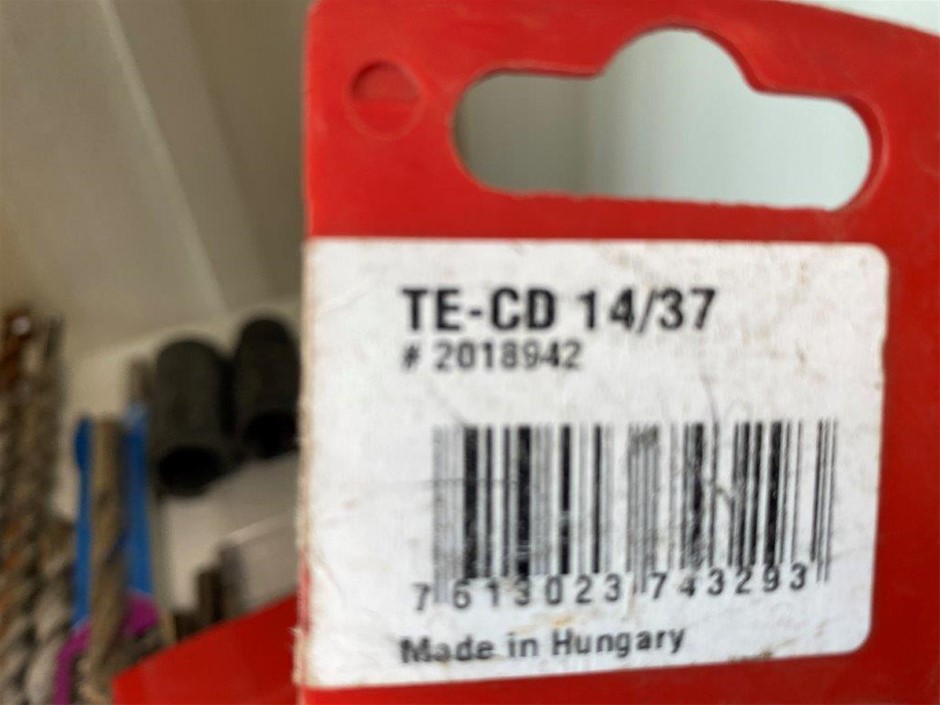 TE-CD 14/37
# 2018942
7 613023 743293
Made in Hungary